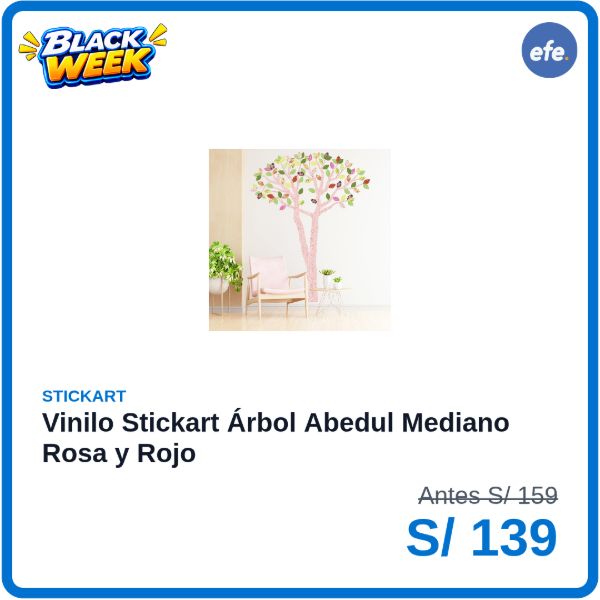 BLACK
WEEK
efe.
STICKART
Vinilo Stickart Árbol Abedul Mediano
Rosa y Rojo
Antes S/ 159
S/ 139